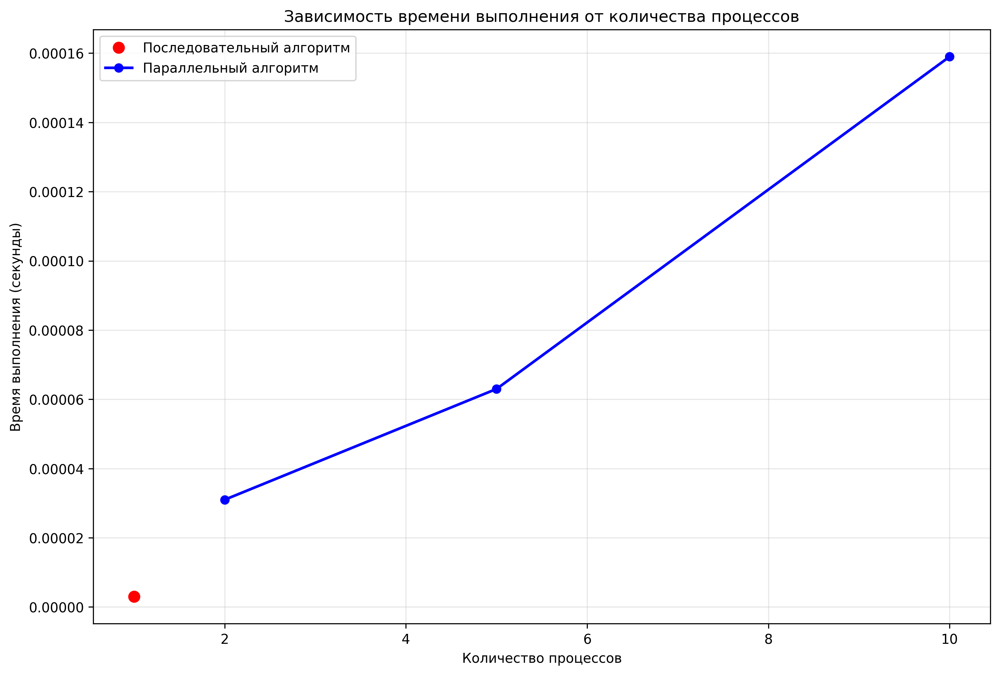 Зависимость времени выполнения от количества процессов
Последовательный алгоритм
Параллельный алгоритм
Время выполнения (секунды)
0.00016
0.00014
0.00012
0.00010
0.00008
0.00006
0.00004
0.00002
0.00000
2 4 6 8 10
Количество процессов